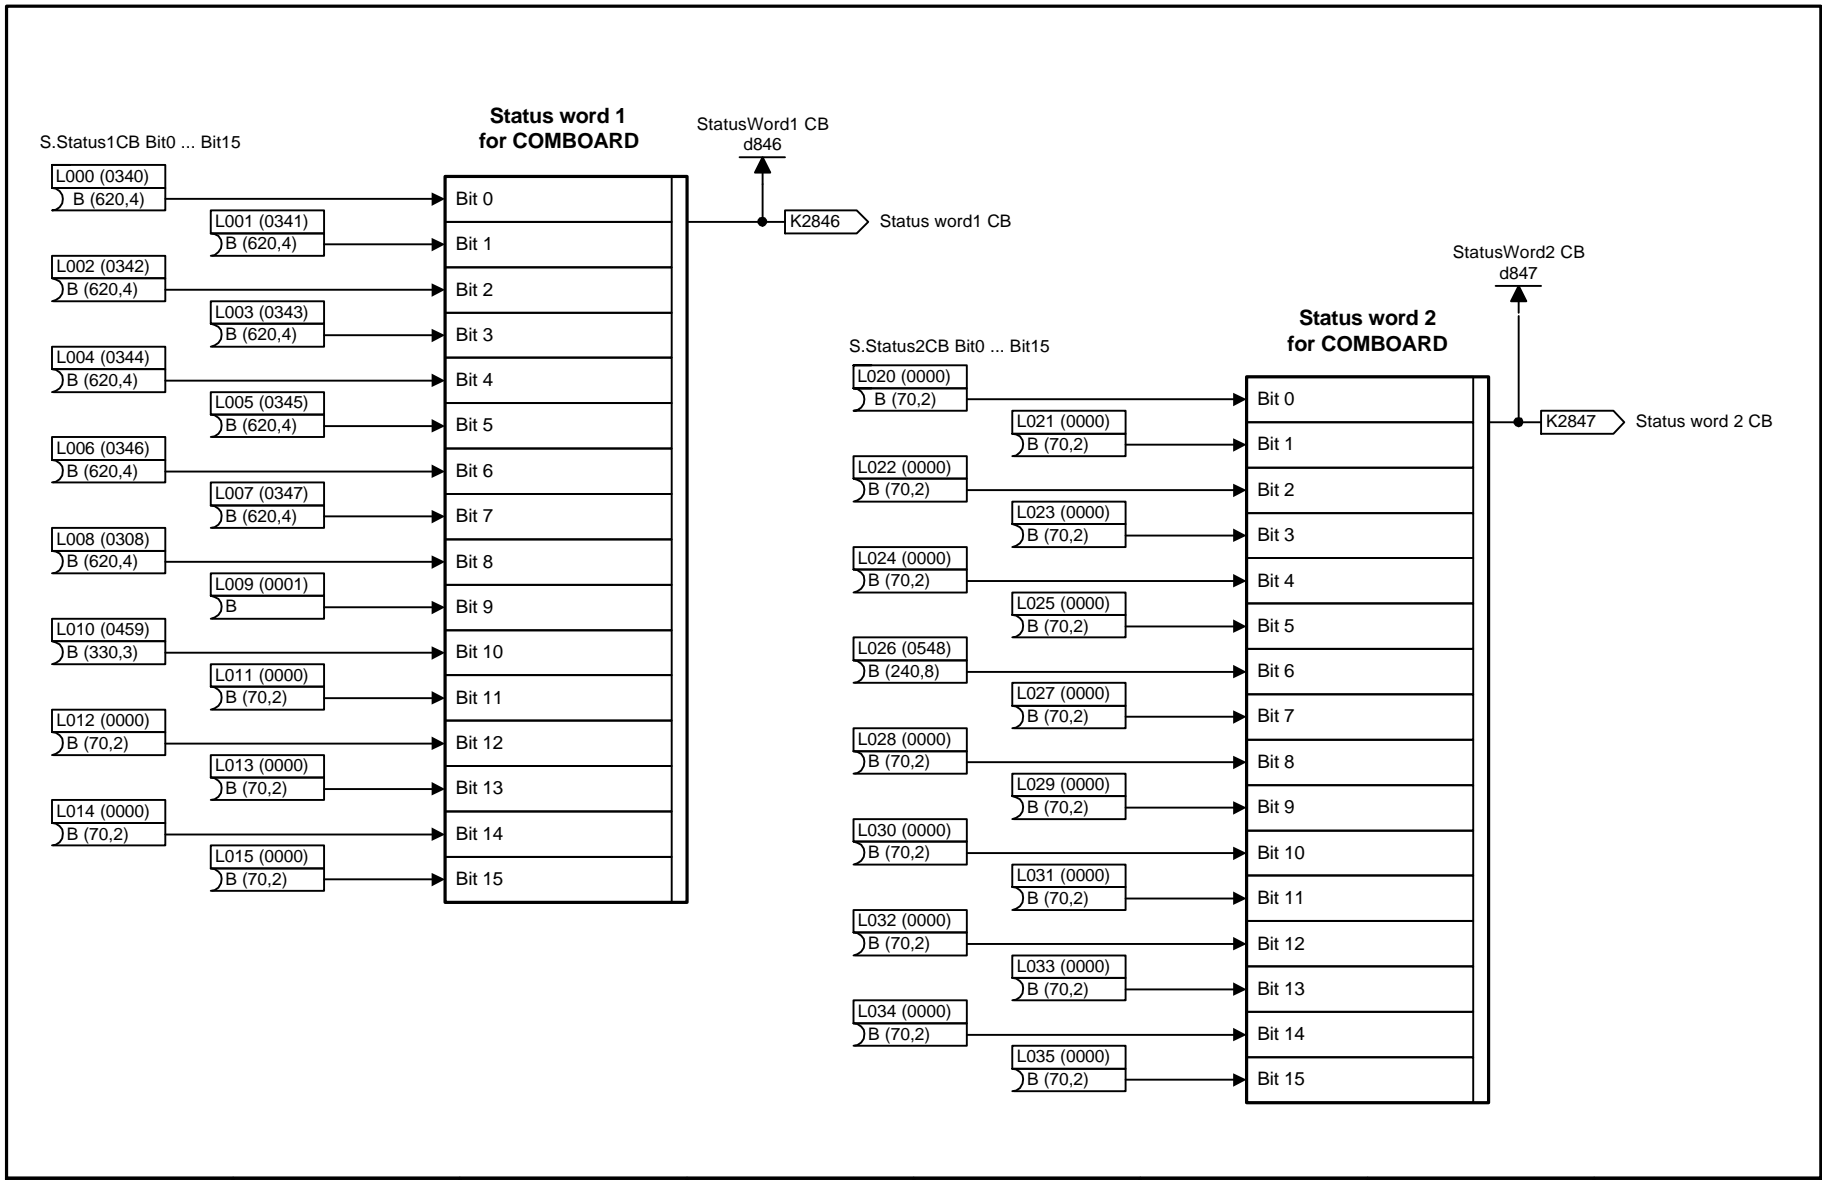 Status word 1
for COMBOARD
S.Status1CB Bit0 ... Bit15
StatusWord1 CB
d846
K2846
Status word1 CB
L000 (0340)
B (620,4)
Bit 0
L001 (0341)
B (620,4)
Bit 1
L002 (0342)
B (620,4)
Bit 2
L003 (0343)
B (620,4)
Bit 3
L004 (0344)
B (620,4)
Bit 4
L005 (0345)
B (620,4)
Bit 5
L006 (0346)
B (620,4)
Bit 6
L007 (0347)
B (620,4)
Bit 7
L008 (0308)
B (620,4)
Bit 8
L009 (0001)
B
Bit 9
L010 (0459)
B (330,3)
Bit 10
L011 (0000)
B (70,2)
Bit 11
L012 (0000)
B (70,2)
Bit 12
L013 (0000)
B (70,2)
Bit 13
L014 (0000)
B (70,2)
Bit 14
L015 (0000)
B (70,2)
Bit 15
StatusWord2 CB
d847
Status word 2
for COMBOARD
S.Status2CB Bit0 ... Bit15
K2847
Status word 2 CB
L020 (0000)
B (70,2)
Bit 0
L021 (0000)
B (70,2)
Bit 1
L022 (0000)
B (70,2)
Bit 2
L023 (0000)
B (70,2)
Bit 3
L024 (0000)
B (70,2)
Bit 4
L025 (0000)
B (70,2)
Bit 5
L026 (0548)
B (240,8)
Bit 6
L027 (0000)
B (70,2)
Bit 7
L028 (0000)
B (70,2)
Bit 8
L029 (0000)
B (70,2)
Bit 9
L030 (0000)
B (70,2)
Bit 10
L031 (0000)
B (70,2)
Bit 11
L032 (0000)
B (70,2)
Bit 12
L033 (0000)
B (70,2)
Bit 13
L034 (0000)
B (70,2)
Bit 14
L035 (0000)
B (70,2)
Bit 15